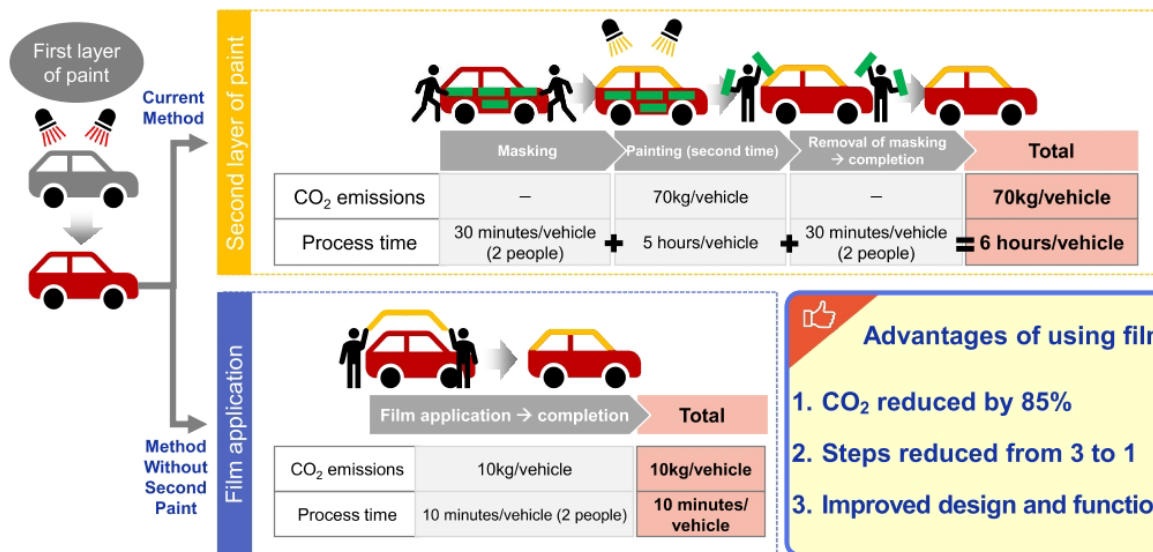 First layer
of paint
Current
Method
Second layer of paint
Masking
Painting (second time)
Removal of masking
→ completion
Total
CO₂ emissions
–
70kg/vehicle
–
70kg/vehicle
Process time
30 minutes/vehicle
(2 people)
+
5 hours/vehicle
+
30 minutes/vehicle
(2 people)
=
6 hours/vehicle
Method
Without
Second
Paint
Film application
Film application → completion
Total
CO₂ emissions
10kg/vehicle
10kg/vehicle
Process time
10 minutes/vehicle (2 people)
10 minutes/
vehicle
Advantages of using film
1. CO₂ reduced by 85%
2. Steps reduced from 3 to 1
3. Improved design and functio